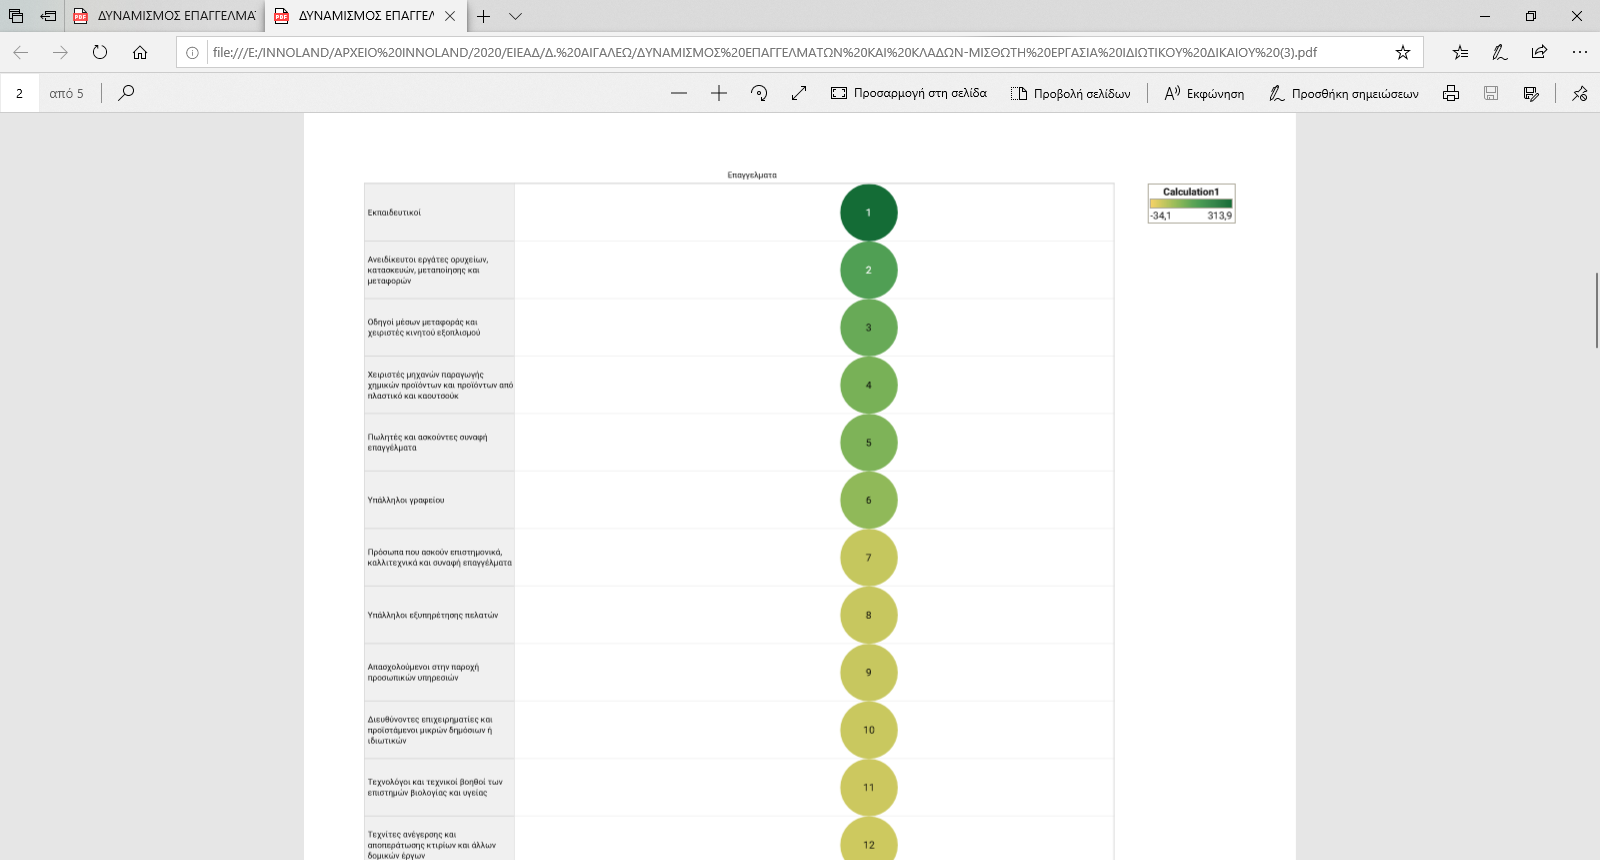 ΔΥΝΑΜΙΣΜΟΣ ΕΠΑΓΓΕΛΜΑ
ΔΥΝΑΜΙΣΜΟΣ ΕΠΑΓΓΕΛ
file:///E:/INNOLAND/ΑΡΧΕΙΟ%20INNOLAND/2020/ΕΙΕΑΔ/Δ.%20ΑΙΓΑΛΕΩ/ΔΥΝΑΜΙΣΜΟΣ%20ΕΠΑΓΓΕΛΜΑΤΩΝ%20ΚΑΙ%20ΚΛΑΔΩΝ-ΜΙΣΘΩΤΗ%20ΕΡΓΑΣΙΑ%20ΙΔΙΩΤΙΚΟΥ%20ΔΙΚΑΙΟΥ%20(3).pdf
2 από 5
Προσαρμογή στη σελίδα
Προβολή σελίδων
Εκφώνηση
Προσθήκη σημειώσεων
Επαγγελματα
Calculation1
-34,1 313,9
Εκπαιδευτικοί
1
Ανειδίκευτοι εργάτες ορυχείων,
κατασκευών, μεταποίησης και
μεταφορών
2
Οδηγοί μέσων μεταφοράς και
χειριστές κινητού εξοπλισμού
3
Χειριστές μηχανών παραγωγής
χημικών προϊόντων και προϊόντων από
πλαστικό και καουτσούκ
4
Πωλητές και ασκούντες συναφή
επαγγέλματα
5
Υπάλληλοι γραφείου
6
Πρόσωπα που ασκούν επιστημονικά,
καλλιτεχνικά και συναφή επαγγέλματα
7
Υπάλληλοι εξυπηρέτησης πελατών
8
Απασχολούμενοι στην παροχή
προσωπικών υπηρεσιών
9
Διευθύνοντες επιχειρηματίες και
προϊστάμενοι μικρών δημόσιων ή
ιδιωτικών
10
Τεχνολόγοι και τεχνικοί βοηθοί των
επιστημών βιολογίας και υγείας
11
Τεχνίτες ανέγερσης και
αποπεράτωσης κτιρίων και άλλων
δομικών έργων
12